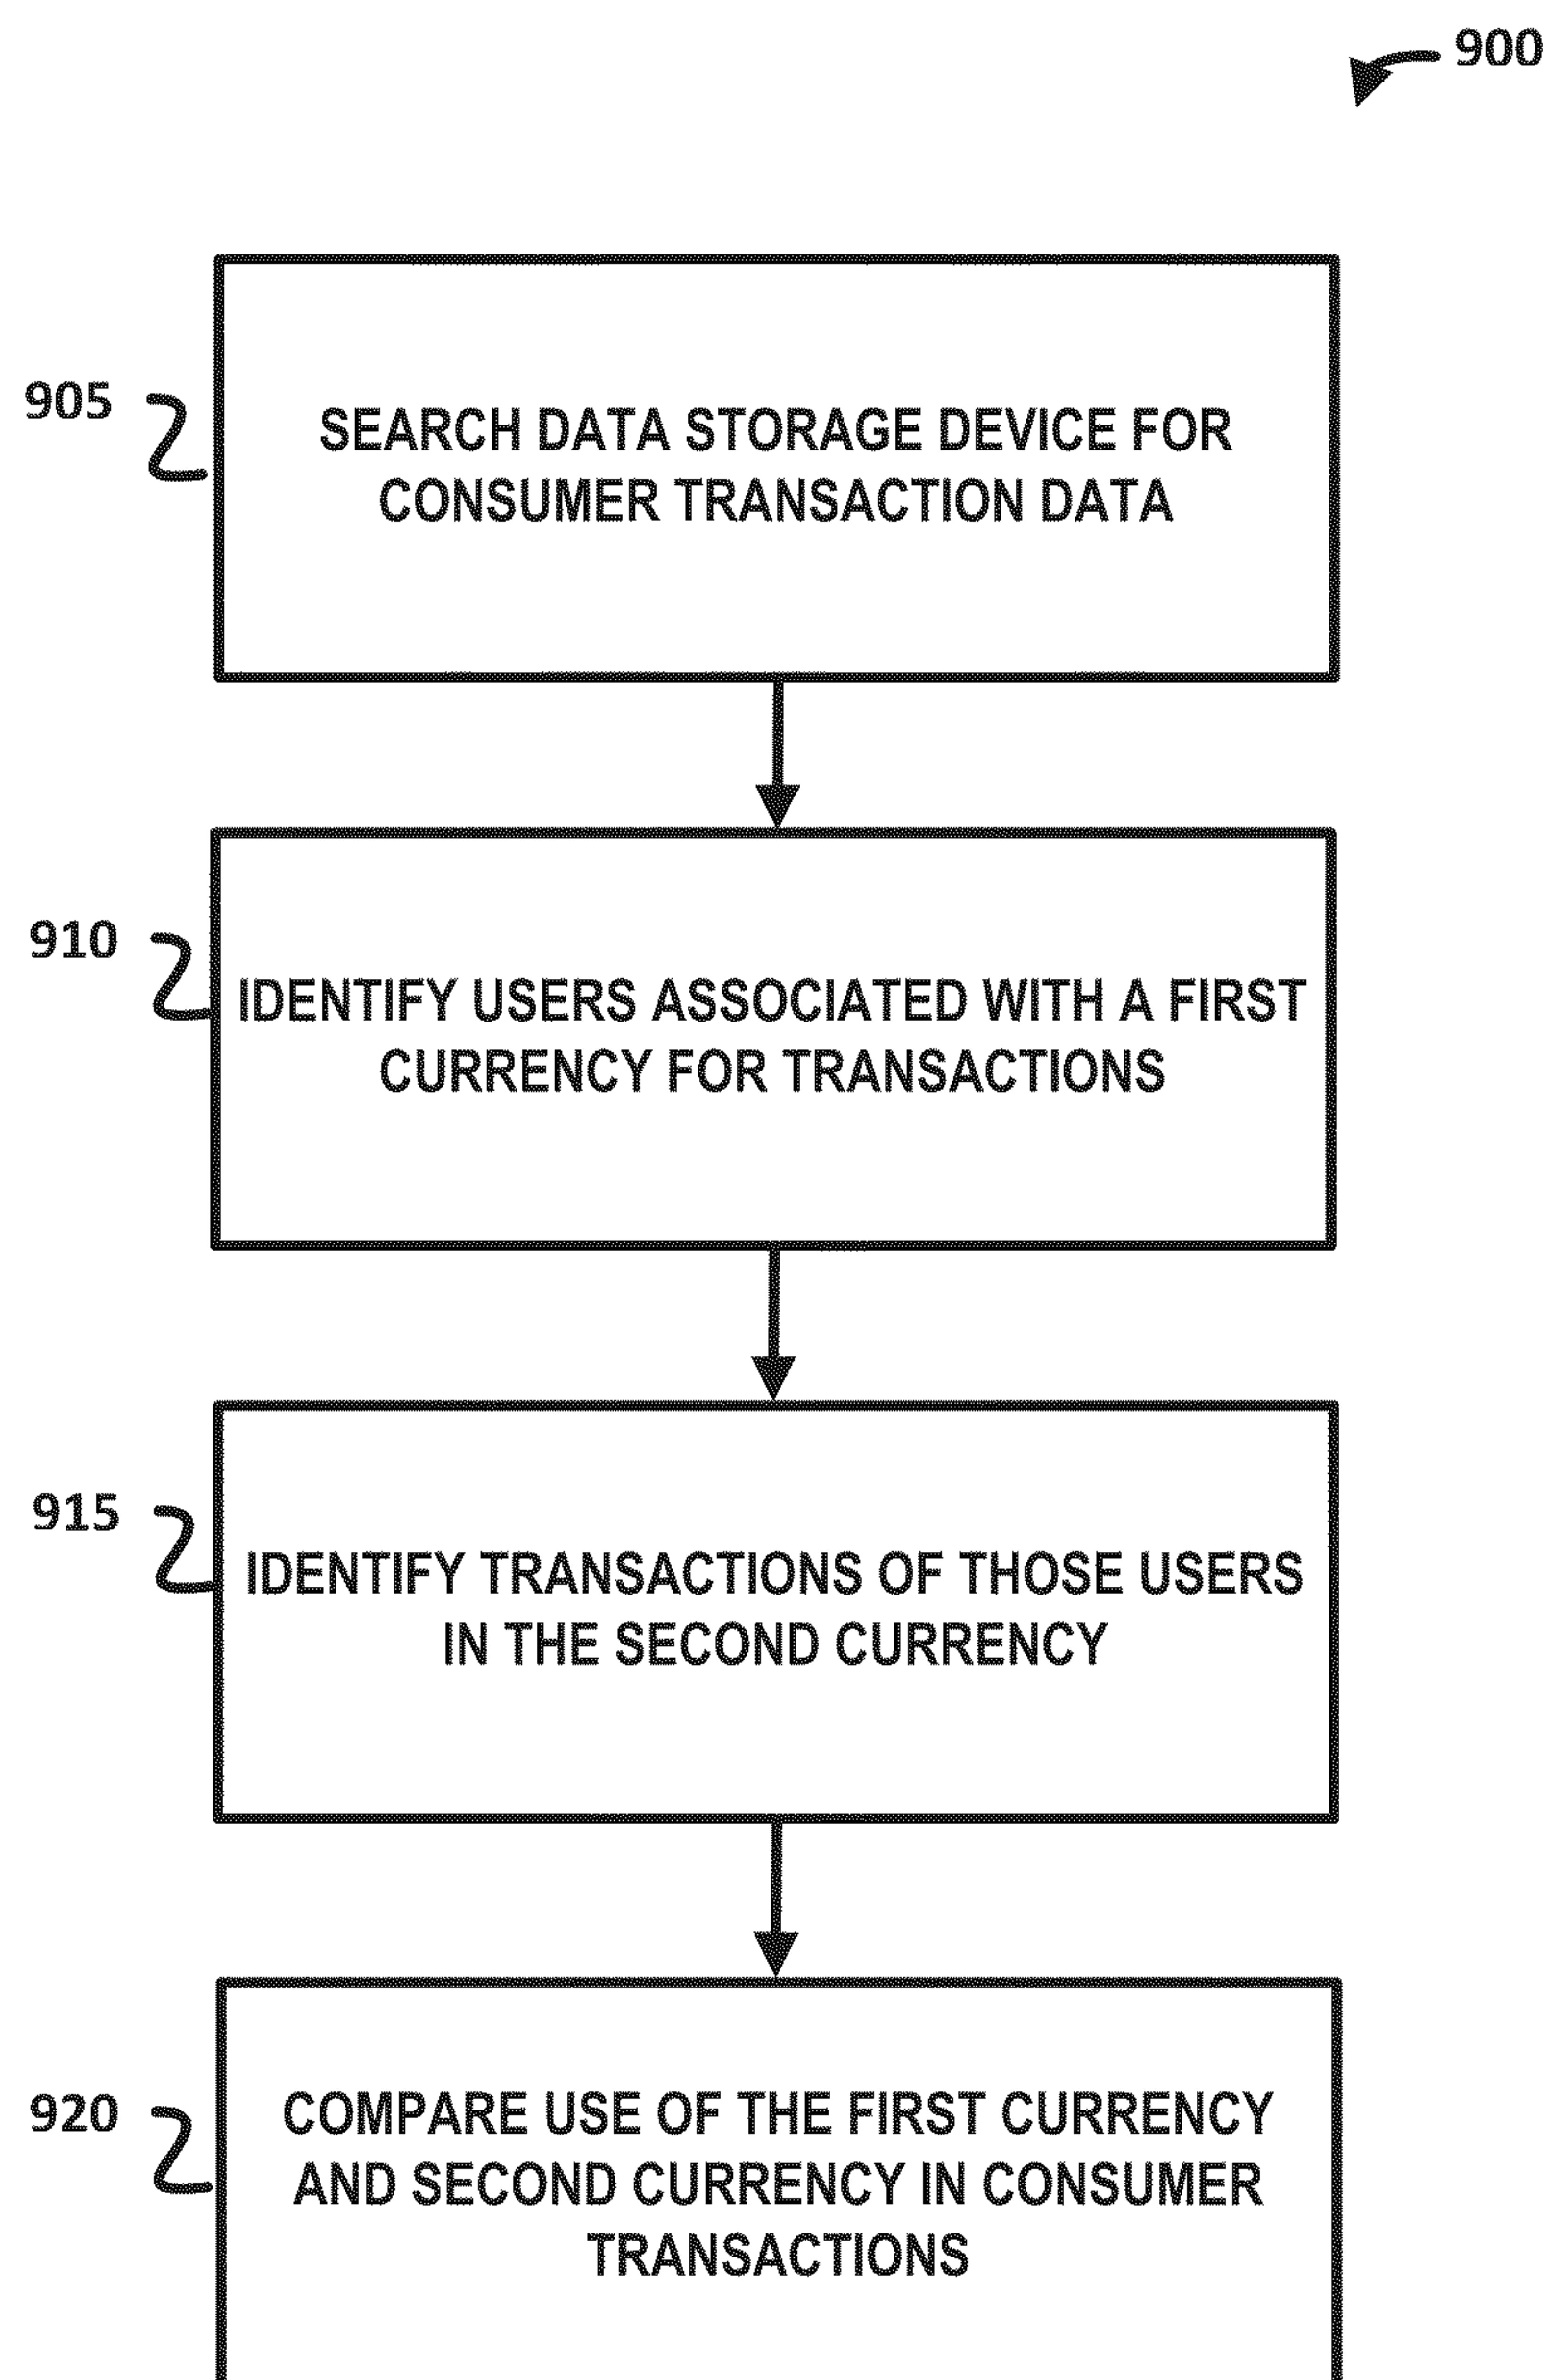 900
905
SEARCH DATA STORAGE DEVICE FOR
CONSUMER TRANSACTION DATA
910
IDENTIFY USERS ASSOCIATED WITH A FIRST
CURRENCY FOR TRANSACTIONS
915
IDENTIFY TRANSACTIONS OF THOSE USERS
IN THE SECOND CURRENCY
920
COMPARE USE OF THE FIRST CURRENCY
AND SECOND CURRENCY IN CONSUMER
TRANSACTIONS